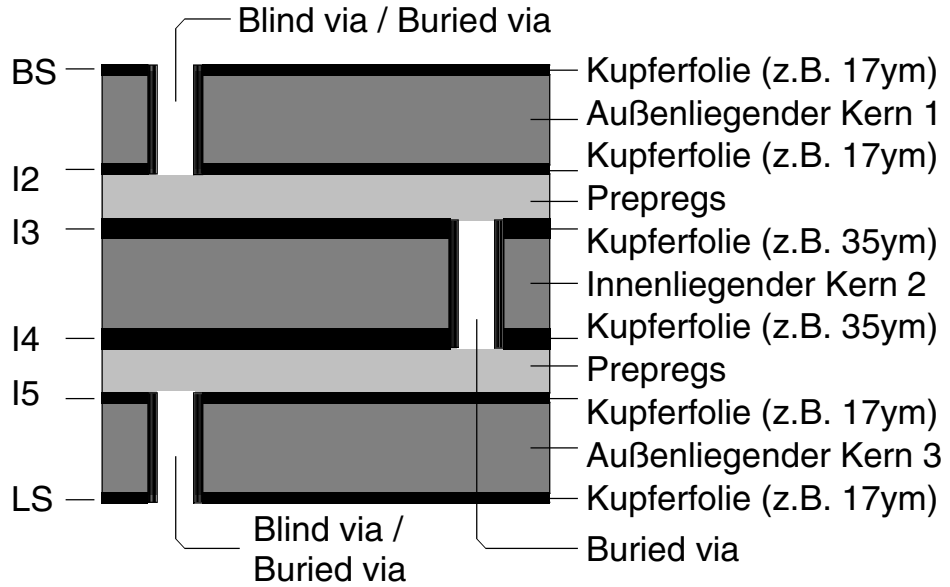 Blind via / Buried via
BS
Kupferfolie (z.B. 17ym)
Außenliegender Kern 1
Kupferfolie (z.B. 17ym)
I2
Prepregs
I3
Kupferfolie (z.B. 35ym)
Innenliegender Kern 2
I4
Kupferfolie (z.B. 35ym)
Prepregs
I5
Kupferfolie (z.B. 17ym)
Außenliegender Kern 3
LS
Kupferfolie (z.B. 17ym)
Blind via /
Buried via
Buried via